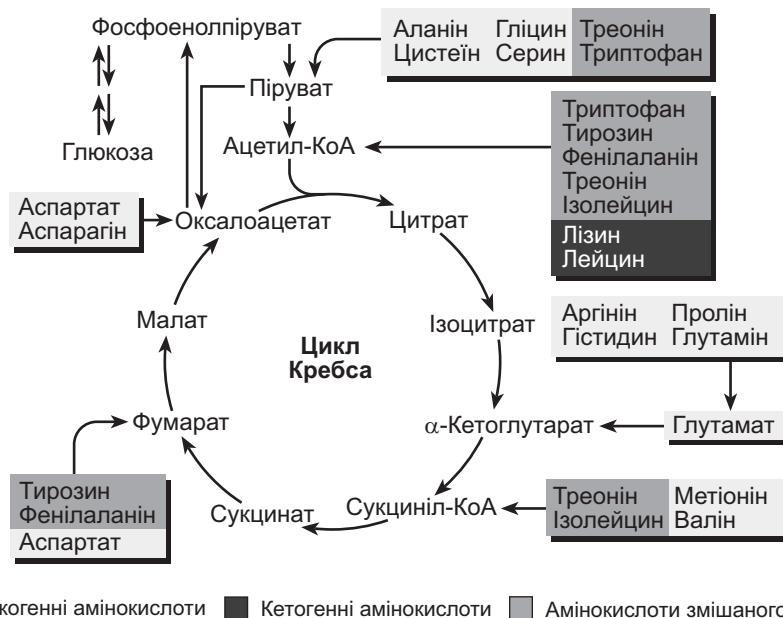 Фосфоенолпіруват
Аланін Гліцин Треонін
Цистеїн Серин Триптофан
Піруват
Глюкоза
Ацетил-КоА
Триптофан
Тирозин
Фенілаланін
Треонін
Ізолейцин
Лізин
Лейцин
Аспартат
Аспарагін
Оксалоацетат
Цитрат
Малат
Ізоцитрат
Цикл
Кребса
Аргінін Пролін
Гістидин Глутамін
Фумарат
α-Кетоглутарат
Глутамат
Тирозин
Фенілаланін
Аспартат
Сукцинат
Сукциніл-КоА
Треонін Метіонін
Ізолейцин Валін
амінокислоти Кетогенні амінокислоти Амінокислоти